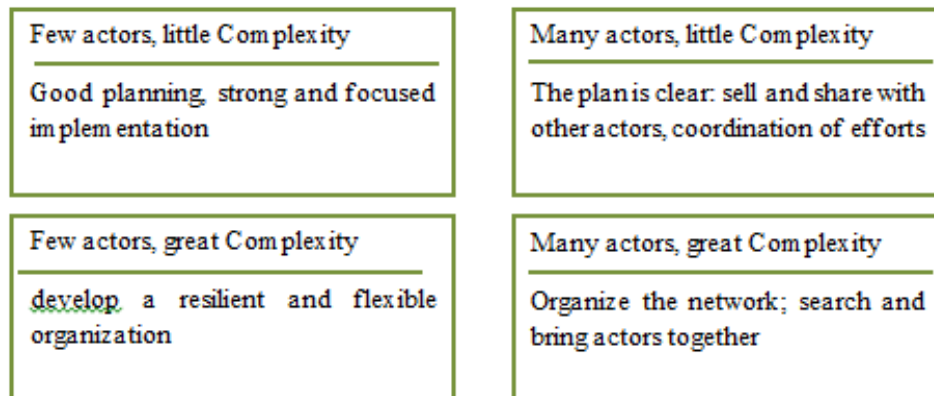 Few actors, little Complexity
Good planning, strong and focused
implementation
Many actors, little Complexity
The plan is clear: sell and share with
other actors, coordination of efforts
Few actors, great Complexity
develop a resilient and flexible
organization
Many actors, great Complexity
Organize the network; search and
bring actors together